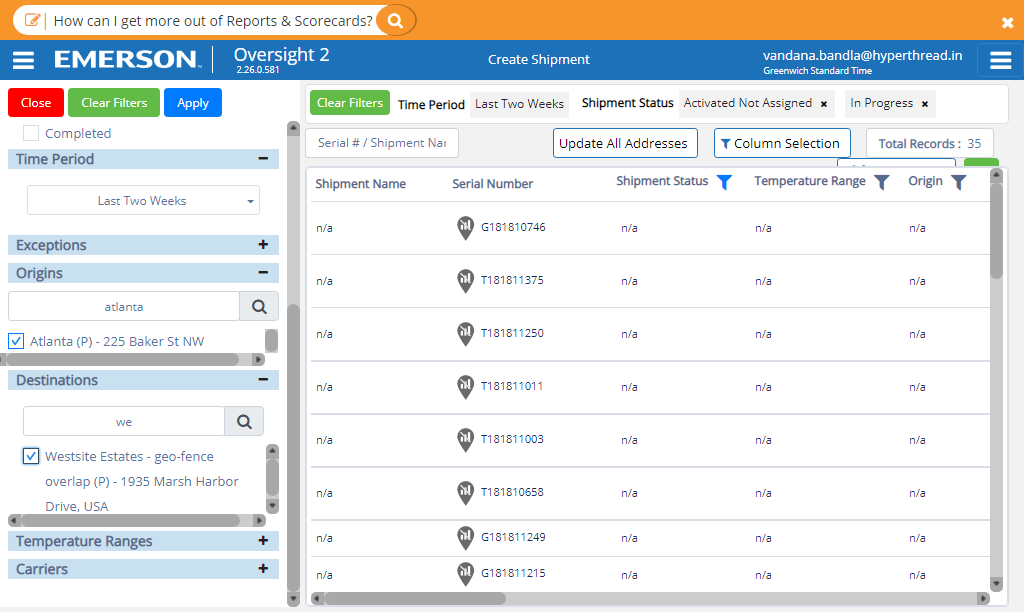 How can I get more out of Reports & Scorecards?
EMERSON
Oversight 2
2.26.0.581
Create Shipment
vandana.bandla@hyperthread.in
Greenwich Standard Time
Close
Clear Filters
Apply
Completed
Time Period
Last Two Weeks
Exceptions
Origins
atlanta
Atlanta (P) - 225 Baker St NW
Destinations
we
Westsite Estates - geo-fence
overlap (P) - 1935 Marsh Harbor
Drive, USA
Temperature Ranges
Carriers
Clear Filters Time Period Last Two Weeks Shipment Status Activated Not Assigned × In Progress ×
Serial # / Shipment Nar
Update All Addresses
Column Selection
Total Records : 35
Shipment Name Serial Number Shipment Status Temperature Range Origin
n/a G181810746 n/a n/a n/a
n/a T181811375 n/a n/a n/a
n/a T181811250 n/a n/a n/a
n/a T181811011 n/a n/a n/a
n/a T181811003 n/a n/a n/a
n/a T181810658 n/a n/a n/a
n/a G181811249 n/a n/a n/a
n/a G181811215 n/a n/a n/a